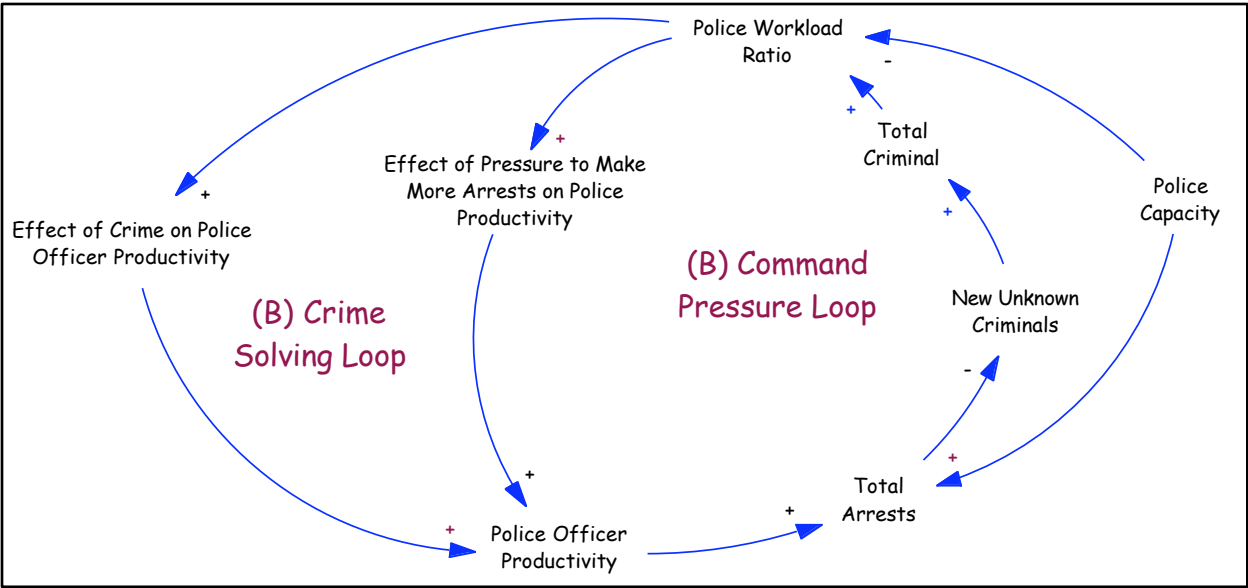 Police Workload
Ratio
-
+
Total
Criminal
+
Effect of Pressure to Make
More Arrests on Police
Productivity
+
Police
Capacity
+
Effect of Crime on Police
Officer Productivity
(B) Command
Pressure Loop
(B) Crime
Solving Loop
New Unknown
Criminals
-
+
+
Total
Arrests
+
+
Police Officer
Productivity